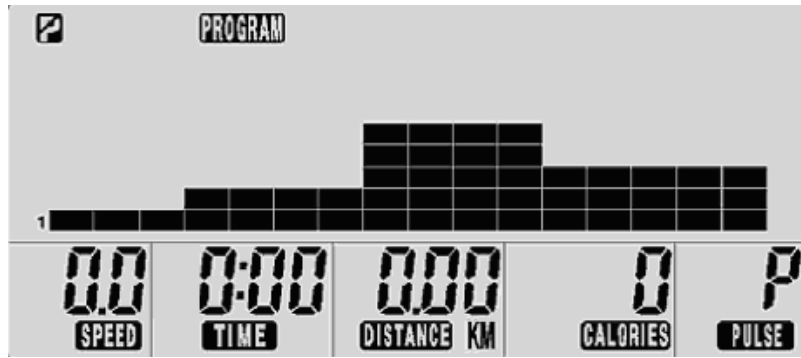 PROGRAM
1
0.0 0:00 0.00 0 P
SPEED TIME DISTANCE KM CALORIES PULSE